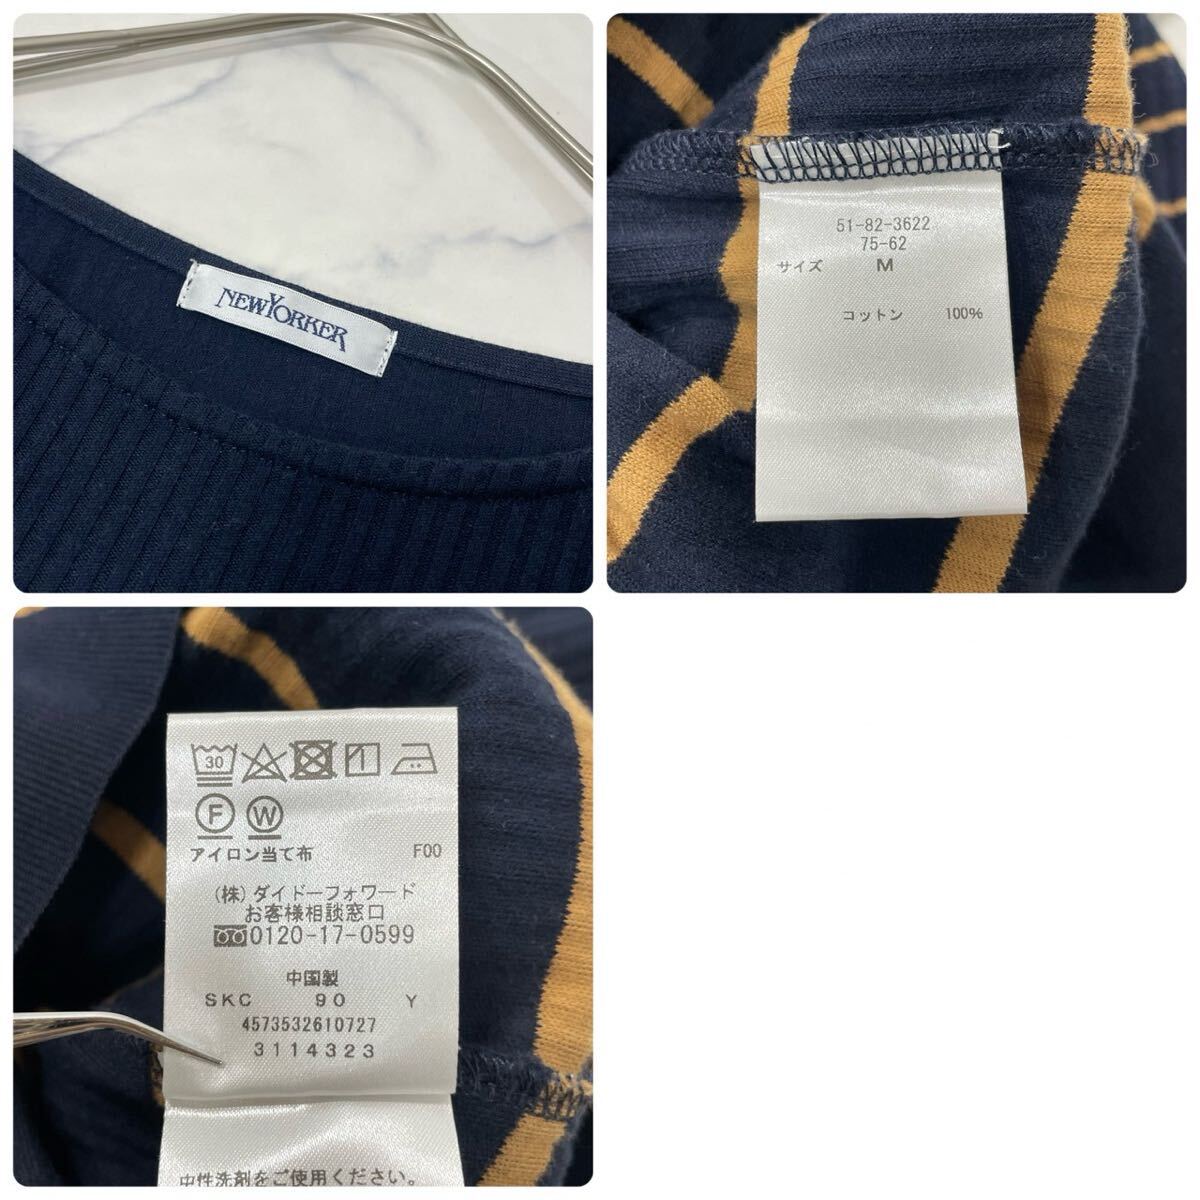 NEWYORKER
51-82-3622
75-62
サイズ M
コットン 100%
30
F W
アイロン当て布 F00
(株)ダイドーフォワード
お客様相談窓口
0120-17-0599
中国製
SKC 90 Y
4573532610727
3114323
中性洗剤をご使用ください。